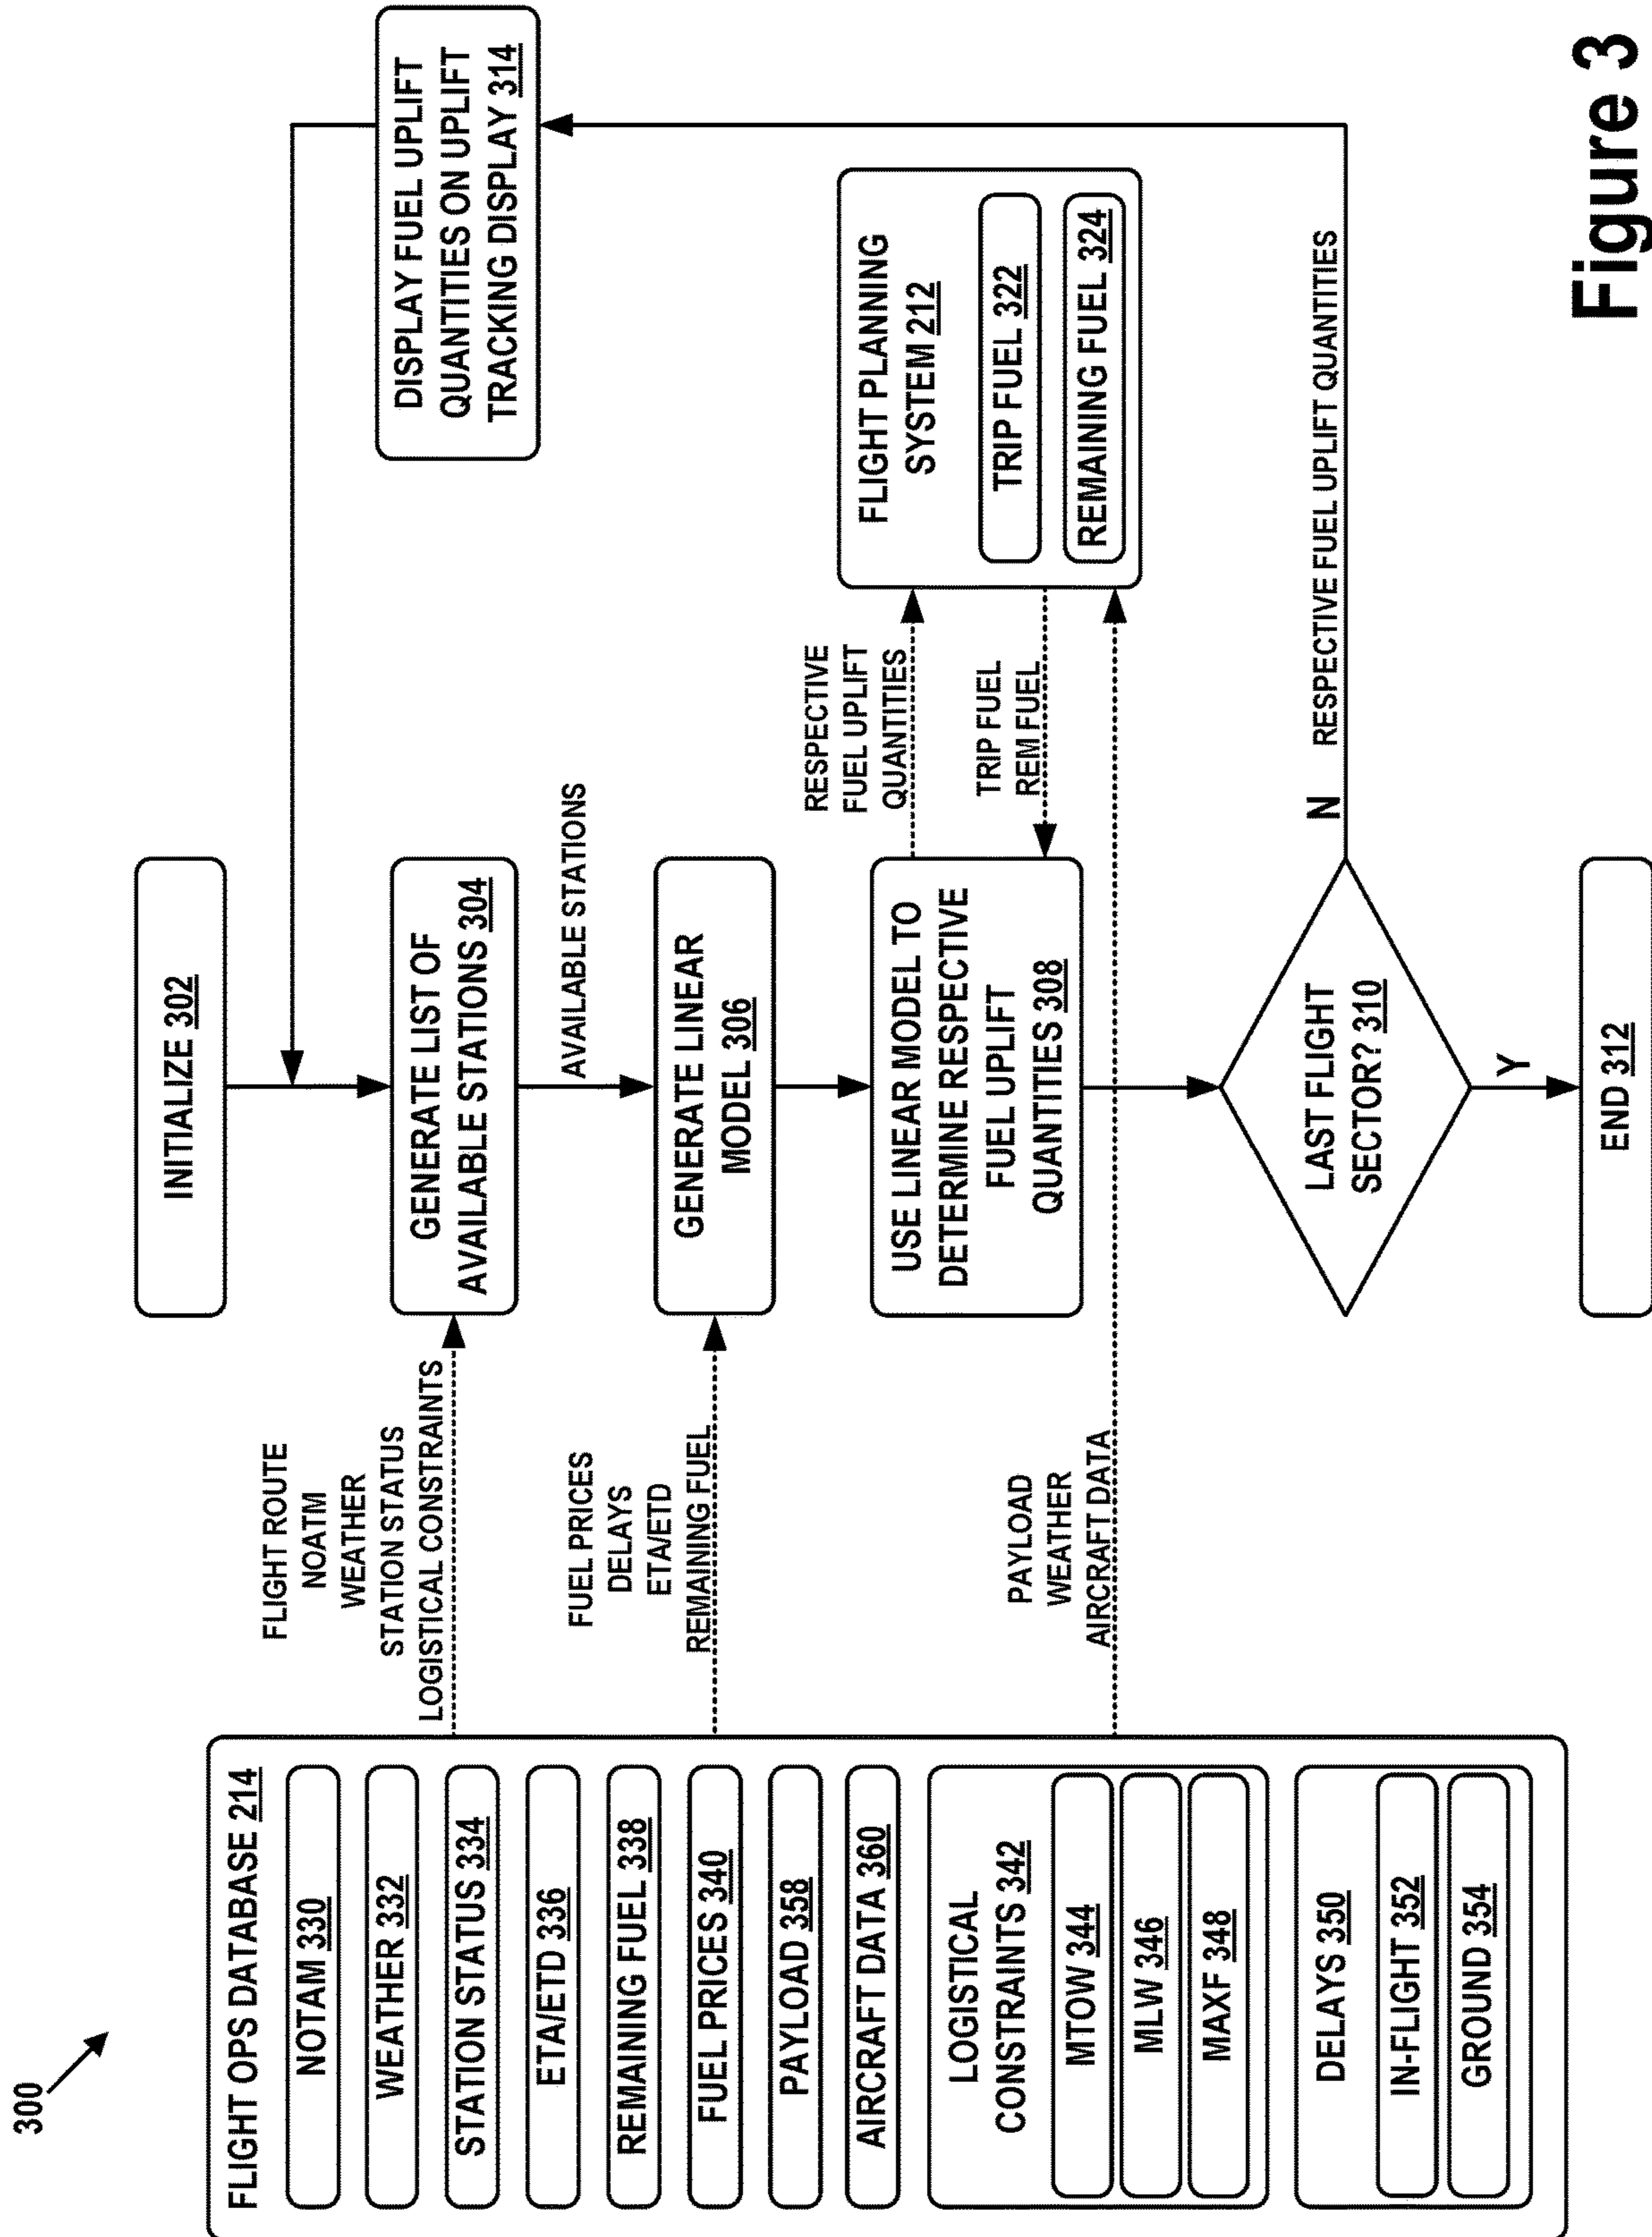 300
FLIGHT OPS DATABASE 214
NOTAM 330
WEATHER 332
STATION STATUS 334
ETA/ETD 336
REMAINING FUEL 338
FUEL PRICES 340
PAYLOAD 358
AIRCRAFT DATA 360
LOGISTICAL
CONSTRAINTS 342
MTOW 344
MLW 346
MAXF 348
DELAYS 350
IN-FLIGHT 352
GROUND 354
FLIGHT ROUTE
NOATM
WEATHER
STATION STATUS
LOGISTICAL CONSTRAINTS
FUEL PRICES
DELAYS
ETA/ETD
REMAINING FUEL
PAYLOAD
WEATHER
AIRCRAFT DATA
INITIALIZE 302
GENERATE LIST OF
AVAILABLE STATIONS 304
AVAILABLE STATIONS
GENERATE LINEAR
MODEL 306
USE LINEAR MODEL TO
DETERMINE RESPECTIVE
FUEL UPLIFT
QUANTITIES 308
LAST FLIGHT
SECTOR? 310
Y
END 312
N
RESPECTIVE FUEL UPLIFT QUANTITIES
RESPECTIVE
FUEL UPLIFT
QUANTITIES
TRIP FUEL
REM FUEL
FLIGHT PLANNING
SYSTEM 212
TRIP FUEL 322
REMAINING FUEL 324
DISPLAY FUEL UPLIFT
QUANTITIES ON UPLIFT
TRACKING DISPLAY 314
Figure 3